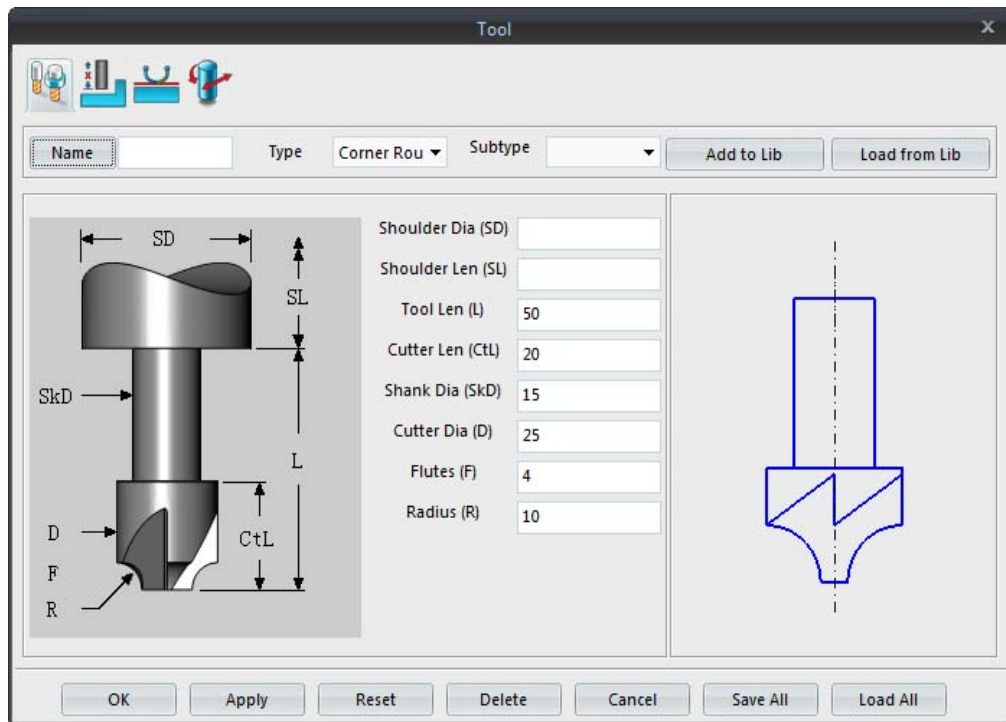 Tool
x
Name Type Corner Rou Subtype Add to Lib Load from Lib
SD
SL
SkD
L
D
CtL
F
R
Shoulder Dia (SD)
Shoulder Len (SL)
Tool Len (L) 50
Cutter Len (CtL) 20
Shank Dia (SkD) 15
Cutter Dia (D) 25
Flutes (F) 4
Radius (R) 10
OK Apply Reset Delete Cancel Save All Load All